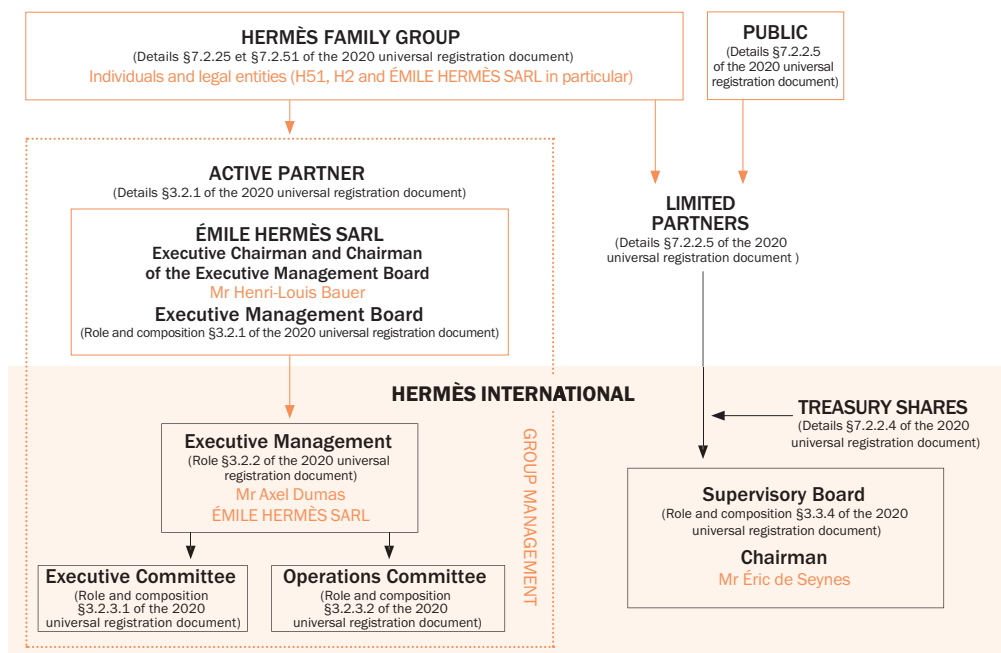 HERMÈS FAMILY GROUP
(Details §7.2.25 et §7.2.51 of the 2020 universal registration document)
Individuals and legal entities (H51, H2 and ÉMILE HERMÈS SARL in particular)
PUBLIC
(Details §7.2.2.5
of the 2020 universal
registration document)
ACTIVE PARTNER
(Details §3.2.1 of the 2020 universal registration document)
ÉMILE HERMÈS SARL
Executive Chairman and Chairman
of the Executive Management Board
Mr Henri-Louis Bauer
Executive Management Board
(Role and composition §3.2.1 of the 2020 universal registration document)
LIMITED
PARTNERS
(Details §7.2.2.5 of the 2020
universal registration document )
HERMÈS INTERNATIONAL
TREASURY SHARES
(Details §7.2.2.4 of the 2020
universal registration document)
Executive Management
(Role §3.2.2 of the 2020 universal
registration document)
Mr Axel Dumas
ÉMILE HERMÈS SARL
GROUP MANAGEMENT
Executive Committee
(Role and composition
§3.2.3.1 of the 2020
universal registration document)
Operations Committee
(Role and composition
§3.2.3.2 of the 2020
universal registration document)
Supervisory Board
(Role and composition §3.3.4 of the 2020
universal registration document)
Chairman
Mr Éric de Seynes